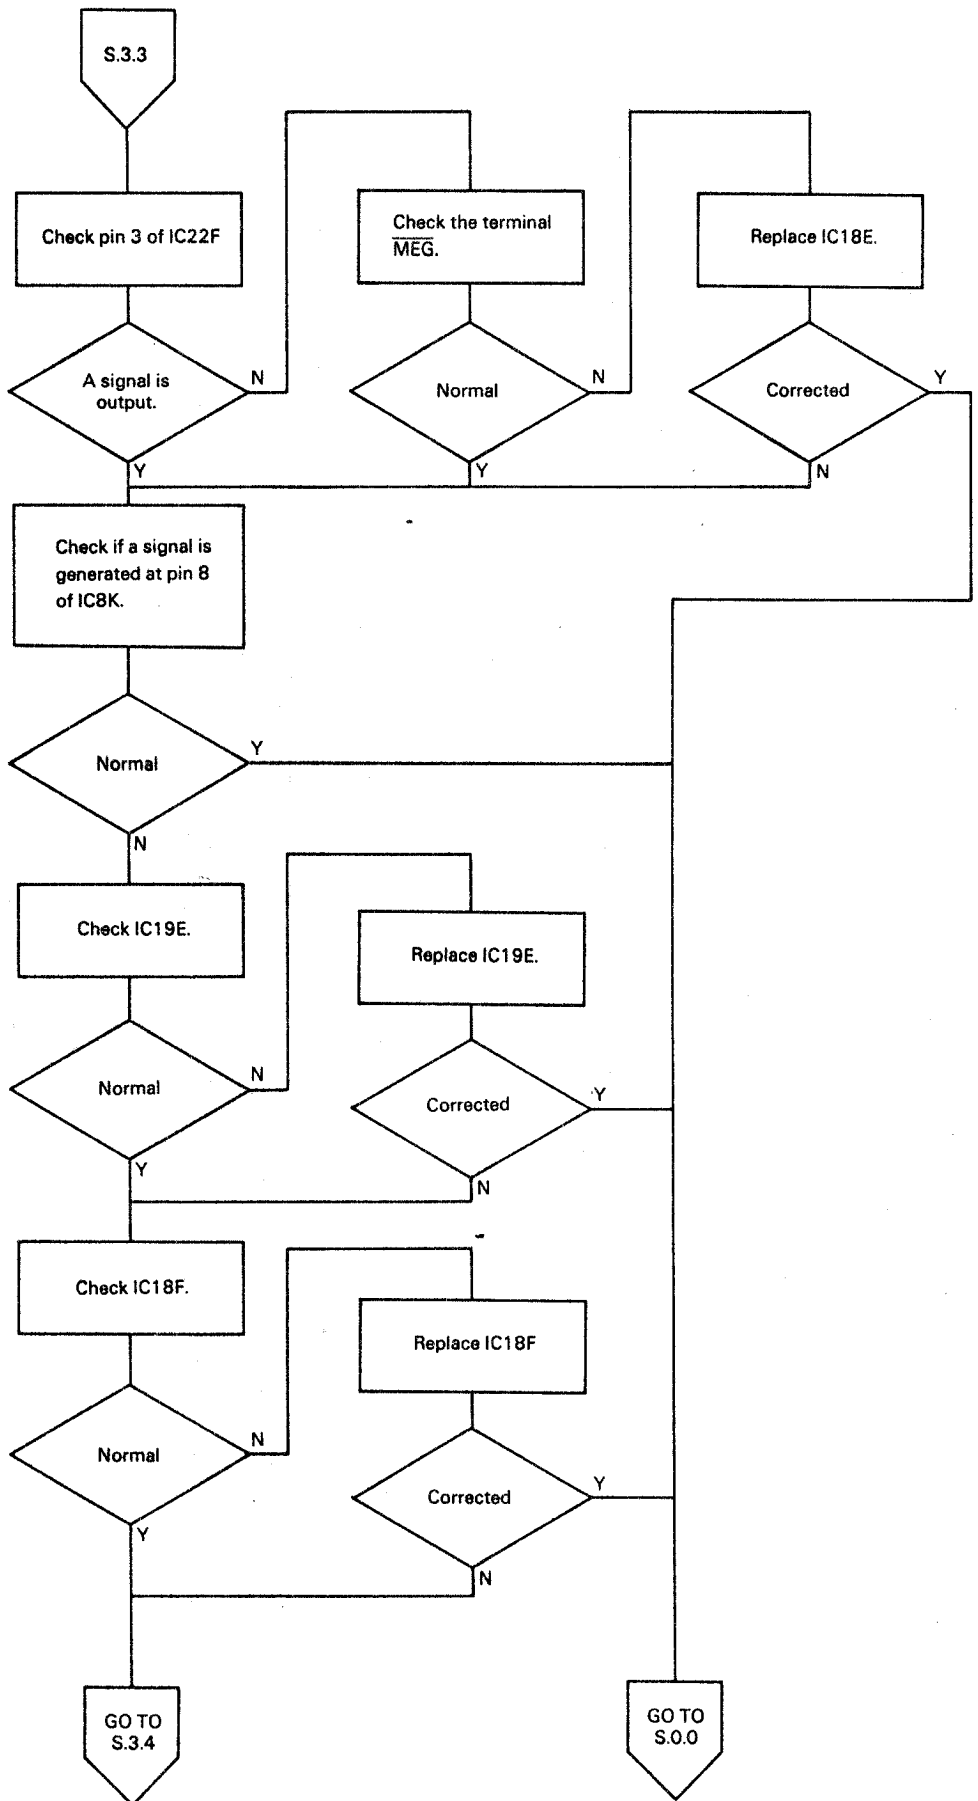 S.3.3
Check pin 3 of IC22F
Check the terminal
MEG.
Replace IC18E.
A signal is
output.
N
Y
Normal
N
Y
Corrected
Y
N
Check if a signal is
generated at pin 8
of IC8K.
Normal
Y
N
Check IC19E.
Replace IC19E.
Normal
N
Y
Corrected
Y
N
Check IC18F.
Replace IC18F
Normal
N
Y
Corrected
Y
N
GO TO
S.3.4
GO TO
S.0.0